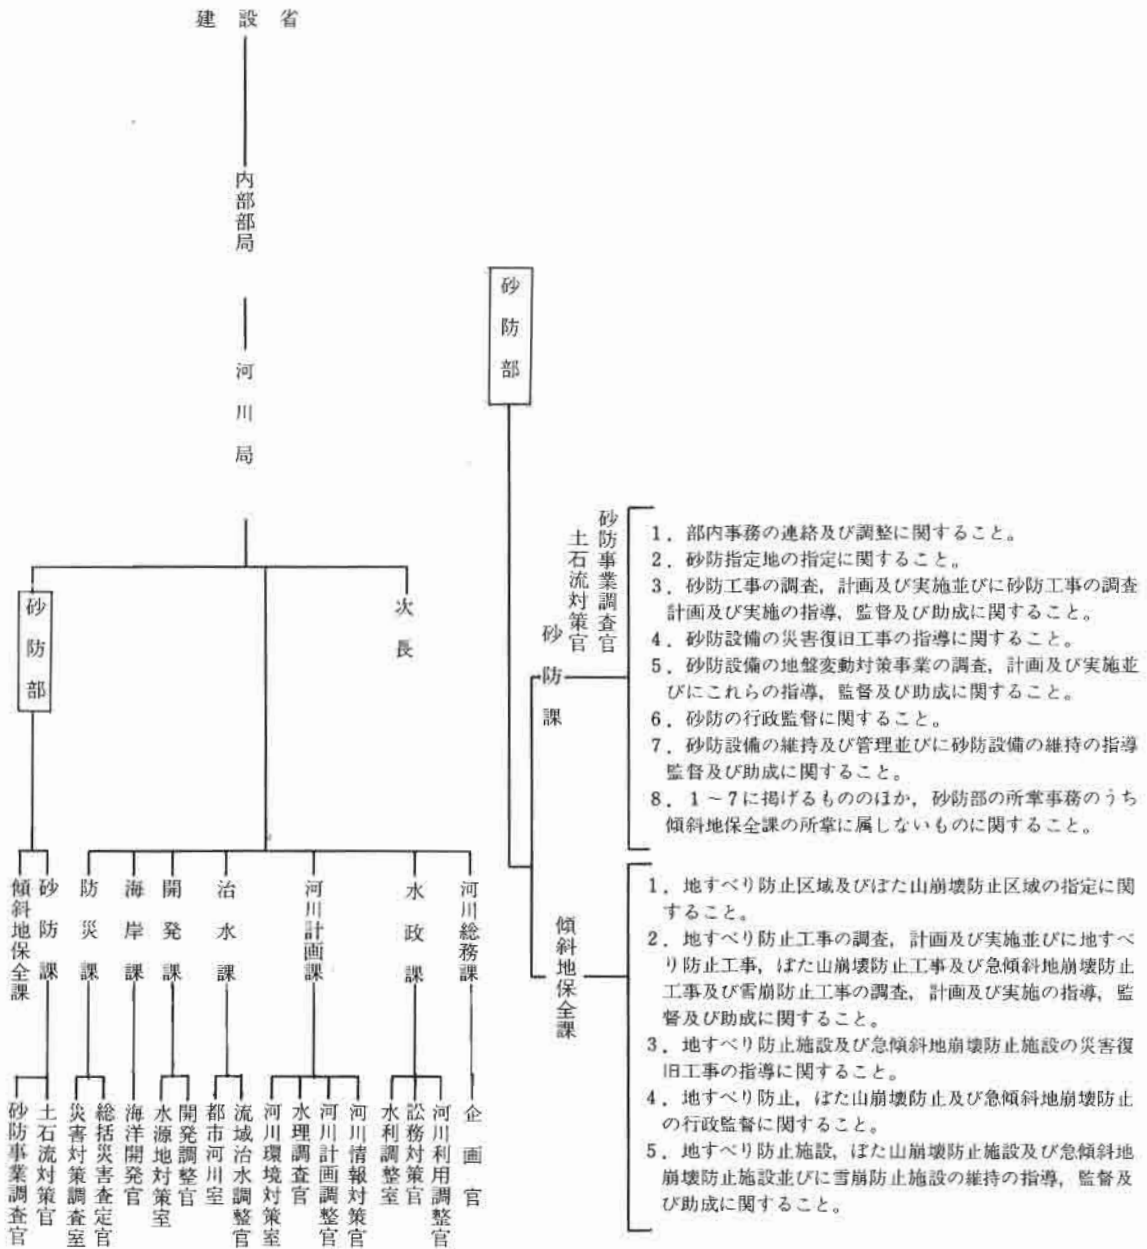 建設省
内部部局
河川局
砂防部
次長
傾斜地保全課
砂防課
防災課
海岸課
開発課
治水課
河川計画課
水政課
河川総務課
砂防事業調査官
土石流対策官
災害対策調査室
総括災害査定官
海洋開発官
水源地対策室
開発調整官
都市河川室
流域治水調整官
河川環境対策室
水理調査官
河川計画調整官
河川情報対策官
水利調整室
訟務対策官
河川利用調整官
企画官
砂防部
砂防課
土石流対策官
砂防事業調査官
1．部内事務の連絡及び調整に関すること。
2．砂防指定地の指定に関すること。
3．砂防工事の調査，計画及び実施並びに砂防工事の調査
計画及び実施の指導，監督及び助成に関すること。
4．砂防設備の災害復旧工事の指導に関すること。
5．砂防設備の地盤変動対策事業の調査，計画及び実施並
びにこれらの指導，監督及び助成に関すること。
6．砂防の行政監督に関すること。
7．砂防設備の維持及び管理並びに砂防設備の維持の指導
監督及び助成に関すること。
8．1～7に掲げるもののほか，砂防部の所掌事務のうち
傾斜地保全課の所掌に属しないものに関すること。
傾斜地保全課
1．地すべり防止区域及びぼた山崩壊防止区域の指定に関
すること。
2．地すべり防止工事の調査，計画及び実施並びに地すべ
り防止工事，ぼた山崩壊防止工事及び急傾斜地崩壊防止
工事及び雪崩防止工事の調査，計画及び実施の指導，監
督及び助成に関すること。
3．地すべり防止施設及び急傾斜地崩壊防止施設の災害復
旧工事の指導に関すること。
4．地すべり防止，ぼた山崩壊防止及び急傾斜地崩壊防止
の行政監督に関すること。
5．地すべり防止施設，ぼた山崩壊防止施設及び急傾斜地
崩壊防止施設並びに雪崩防止施設の維持の指導，監督及
び助成に関すること。